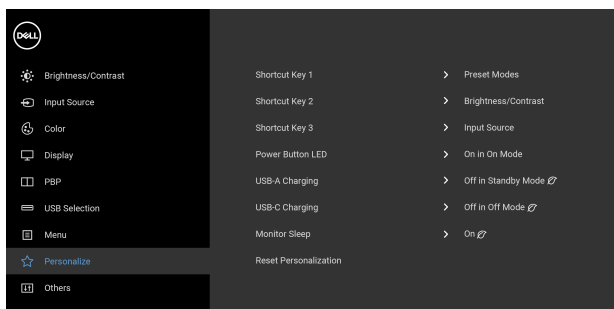 DELL
Brightness/Contrast
Input Source
Color
Display
PBP
USB Selection
Menu
Personalize
Others
Shortcut Key 1 > Preset Modes
Shortcut Key 2 > Brightness/Contrast
Shortcut Key 3 > Input Source
Power Button LED > On in On Mode
USB-A Charging > Off in Standby Mode
USB-C Charging > Off in Off Mode
Monitor Sleep > On
Reset Personalization